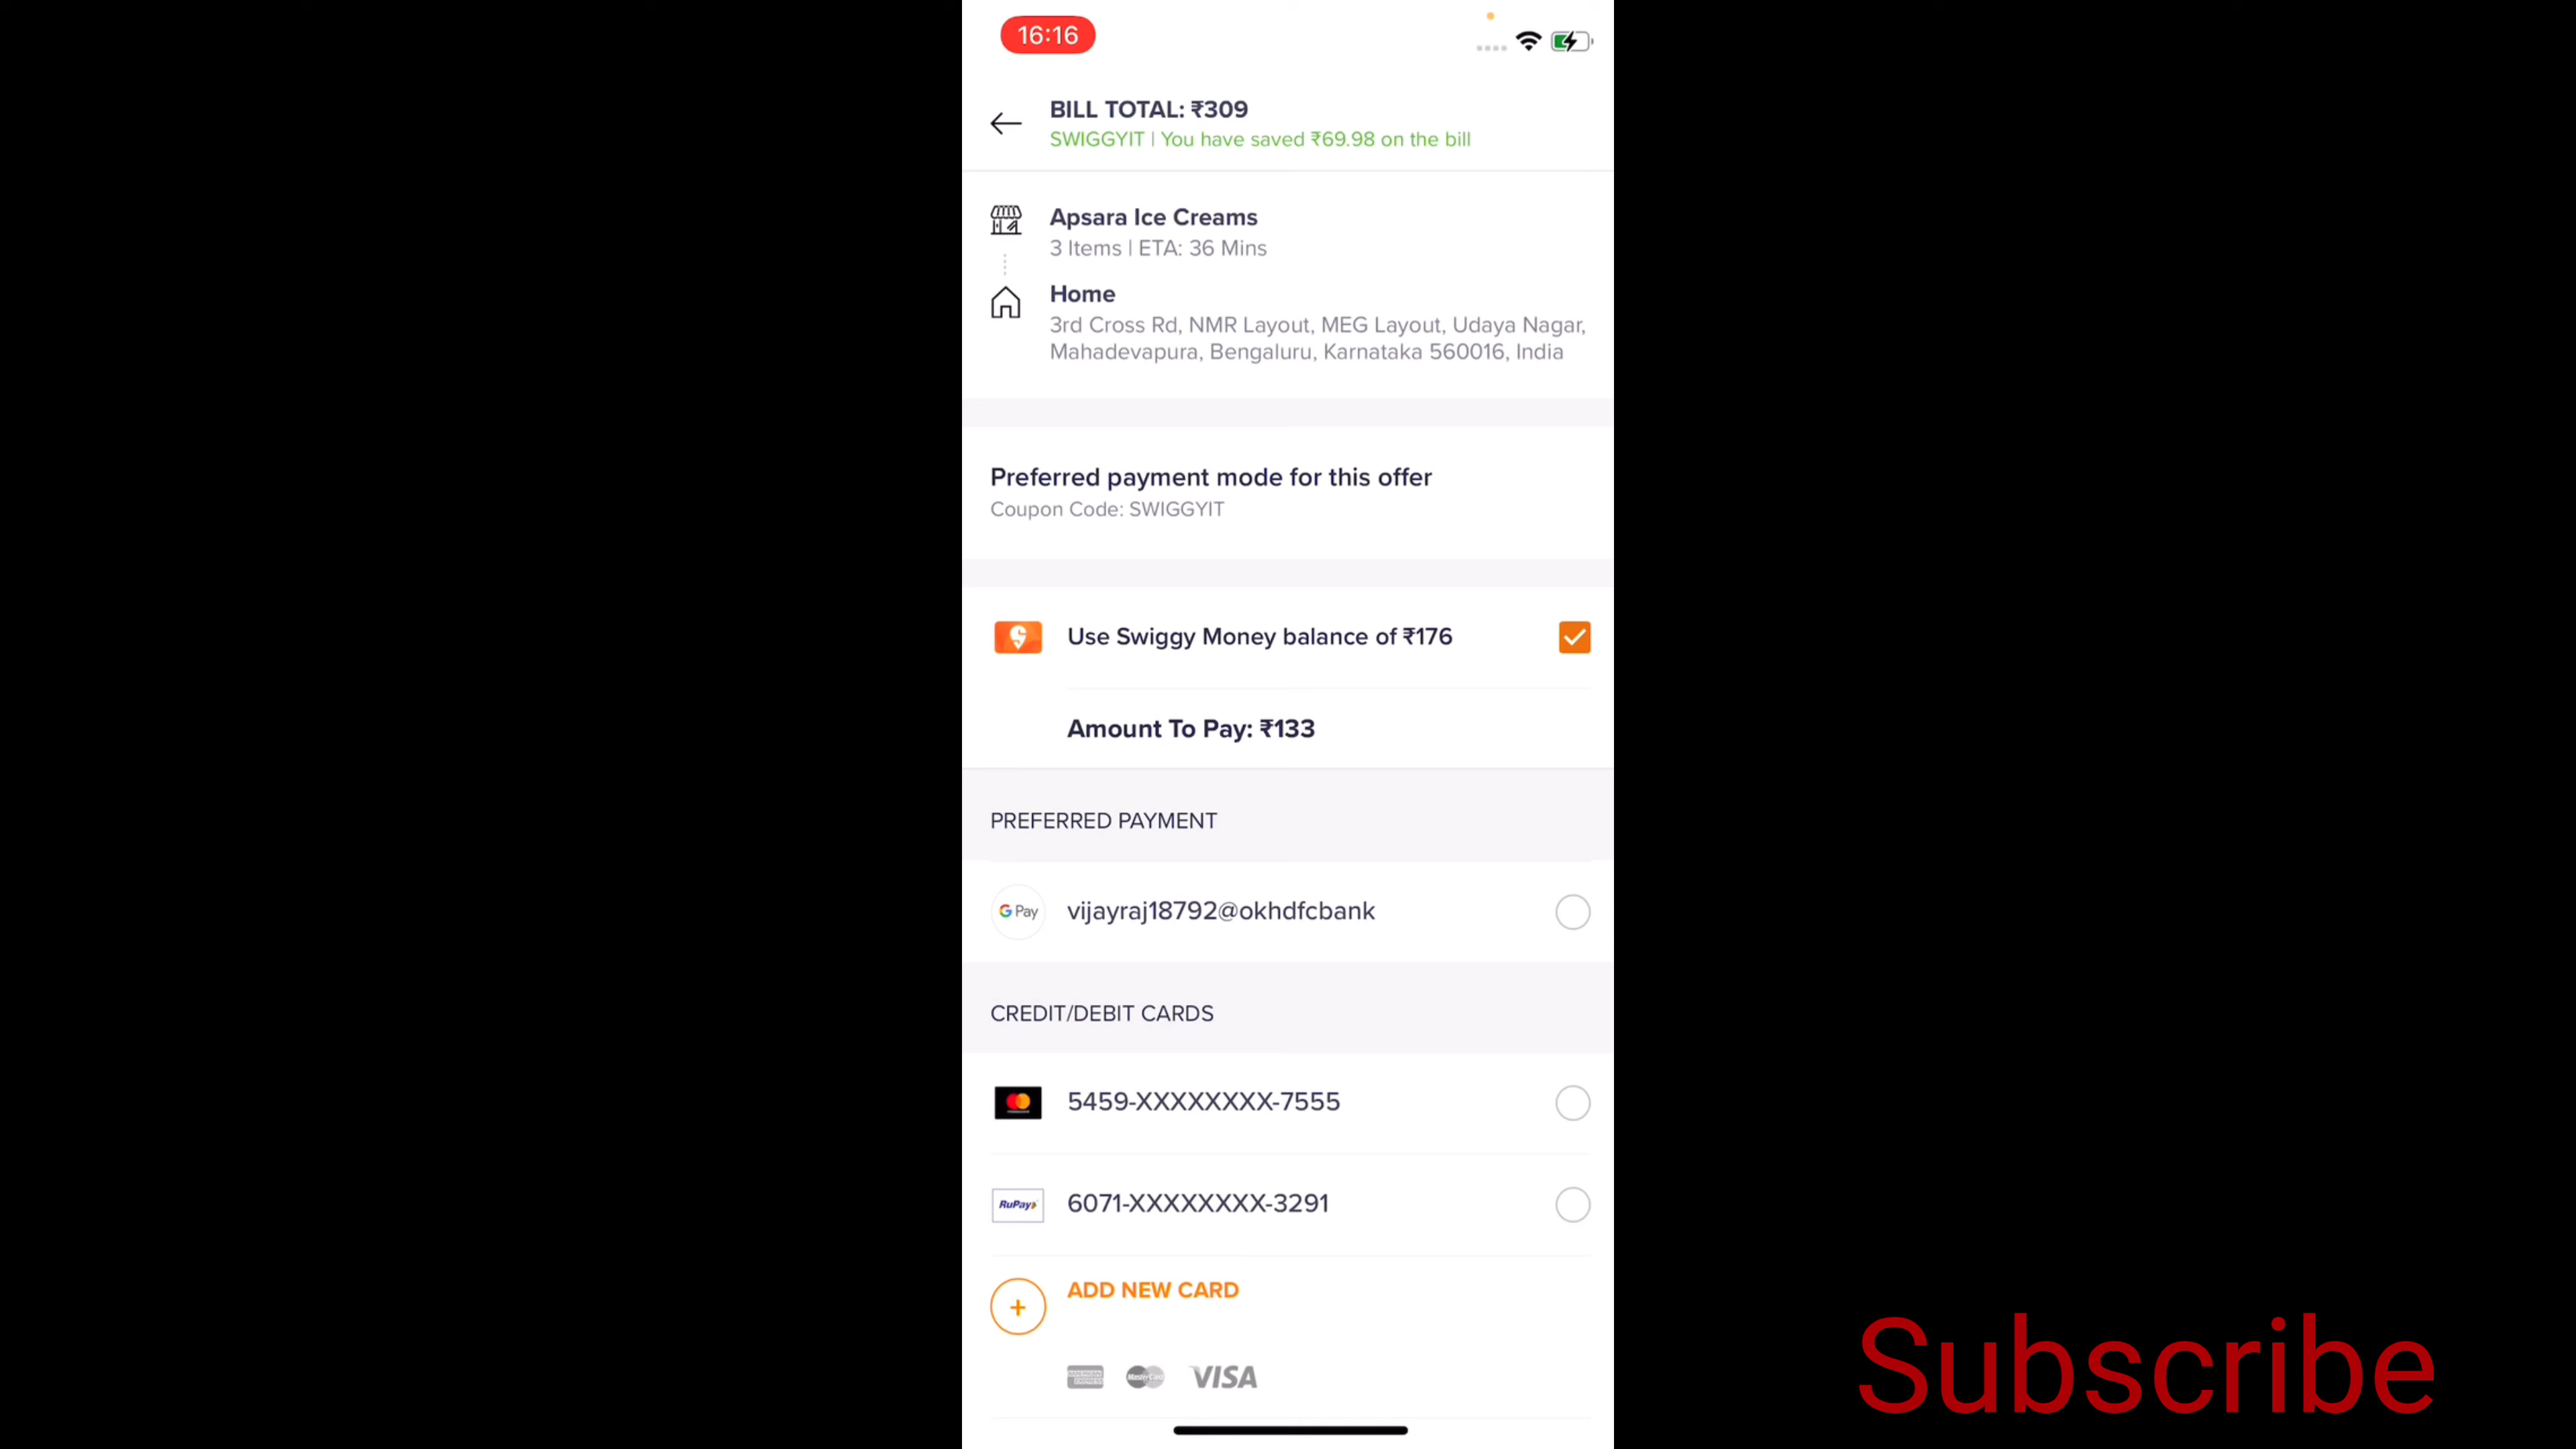 16:16
BILL TOTAL: ₹309
SWIGGYIT | You have saved ₹69.98 on the bill
Apsara Ice Creams
3 Items | ETA: 36 Mins
Home
3rd Cross Rd, NMR Layout, MEG Layout, Udaya Nagar,
Mahadevapura, Bengaluru, Karnataka 560016, India
Preferred payment mode for this offer
Coupon Code: SWIGGYIT
Use Swiggy Money balance of ₹176
Amount To Pay: ₹133
PREFERRED PAYMENT
G Pay vijayraj18792@okhdfcbank
CREDIT/DEBIT CARDS
5459-XXXXXXXX-7555
RuPay 6071-XXXXXXXX-3291
+ ADD NEW CARD
AMERICAN EXPRESS MasterCard VISA
Subscribe